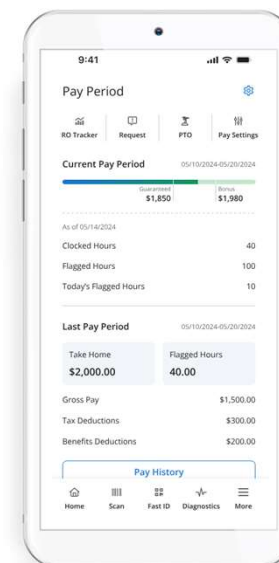 9:41
Pay Period
RO Tracker Request PTO Pay Settings
Current Pay Period 05/10/2024-05/20/2024
Guaranteed Bonus
$1,850 $1,980
As of 05/14/2024
Clocked Hours 40
Flagged Hours 100
Today's Flagged Hours 10
Last Pay Period 05/10/2024-05/20/2024
Take Home Flagged Hours
$2,000.00 40.00
Gross Pay $1,500.00
Tax Deductions $300.00
Benefits Deductions $200.00
Pay History
Home Scan Fast ID Diagnostics More